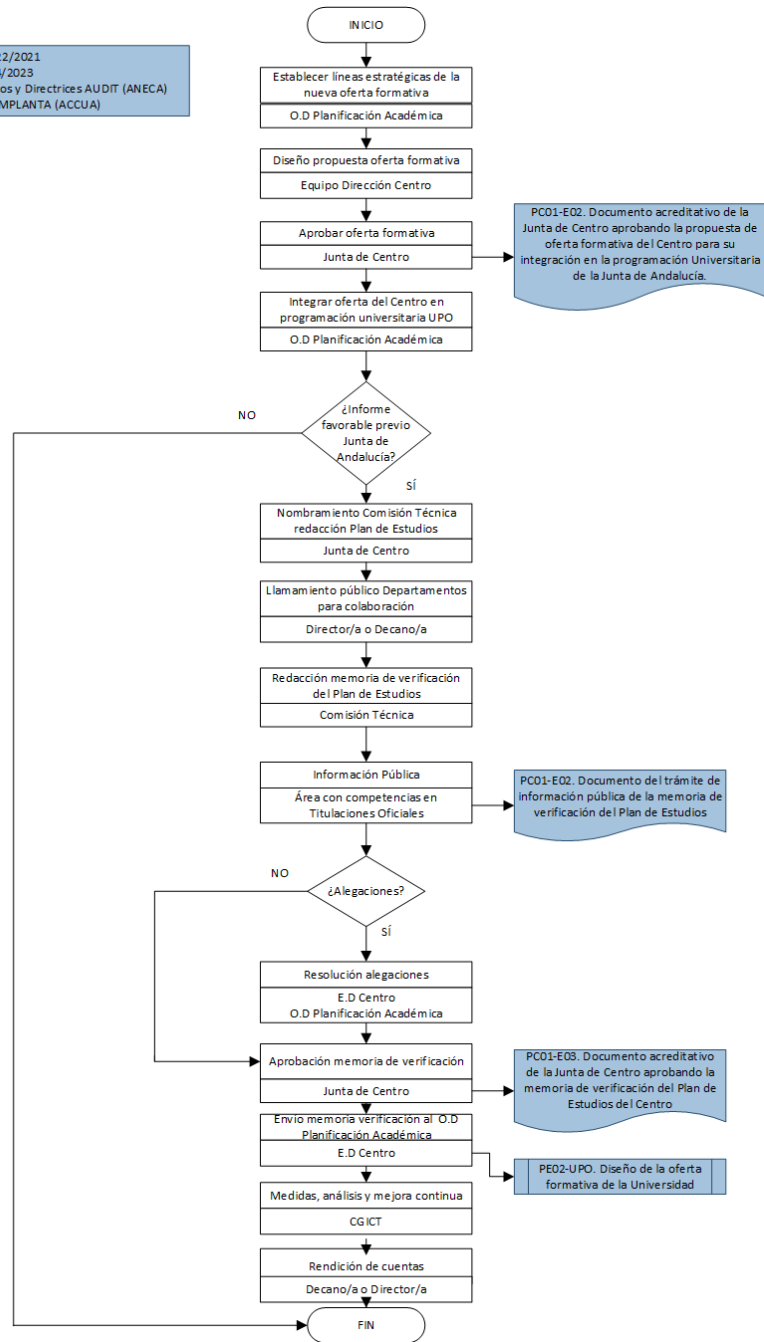 INICIO
22/2021
/2023
os y Directrices AUDIT (ANECA)
IMPLANTA (ACCUA)
Establecer líneas estratégicas de la
nueva oferta formativa
O.D Planificación Académica
Diseño propuesta oferta formativa
Equipo Dirección Centro
Aprobar oferta formativa
Junta de Centro
PC01-E02. Documento acreditativo de la
Junta de Centro aprobando la propuesta de
oferta formativa del Centro para su
integración en la programación Universitaria
de la Junta de Andalucía.
Integrar oferta del Centro en
programación universitaria UPO
O.D Planificación Académica
¿Informe
favorable previo
Junta de
Andalucía?
NO
SÍ
Nombramiento Comisión Técnica
redacción Plan de Estudios
Junta de Centro
Llamamiento público Departamentos
para colaboración
Director/a o Decano/a
Redacción memoria de verificación
del Plan de Estudios
Comisión Técnica
Información Pública
Área con competencias en
Titulaciones Oficiales
PC01-E02. Documento del trámite de
información pública de la memoria de
verificación del Plan de Estudios
NO
¿Alegaciones?
SÍ
Resolución alegaciones
E.D Centro
O.D Planificación Académica
Aprobación memoria de verificación
Junta de Centro
PC01-E03. Documento acreditativo
de la Junta de Centro aprobando la
memoria de verificación del Plan de
Estudios del Centro
Envío memoria verificación al O.D
Planificación Académica
E.D Centro
PE02-UPO. Diseño de la oferta
formativa de la Universidad
Medidas, análisis y mejora continua
CGICT
Rendición de cuentas
Decano/a o Director/a
FIN